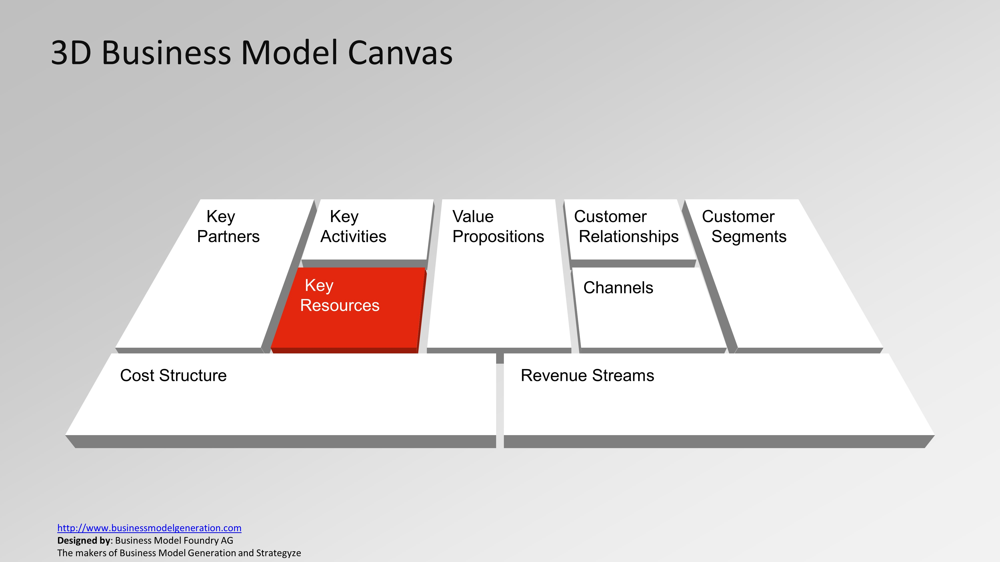 3D Business Model Canvas
Key
Partners
Key
Activities
Key
Resources
Value
Propositions
Customer
Relationships
Channels
Customer
Segments
Cost Structure
Revenue Streams
http://www.businessmodelgeneration.com
Designed by: Business Model Foundry AG
The makers of Business Model Generation and Strategyze